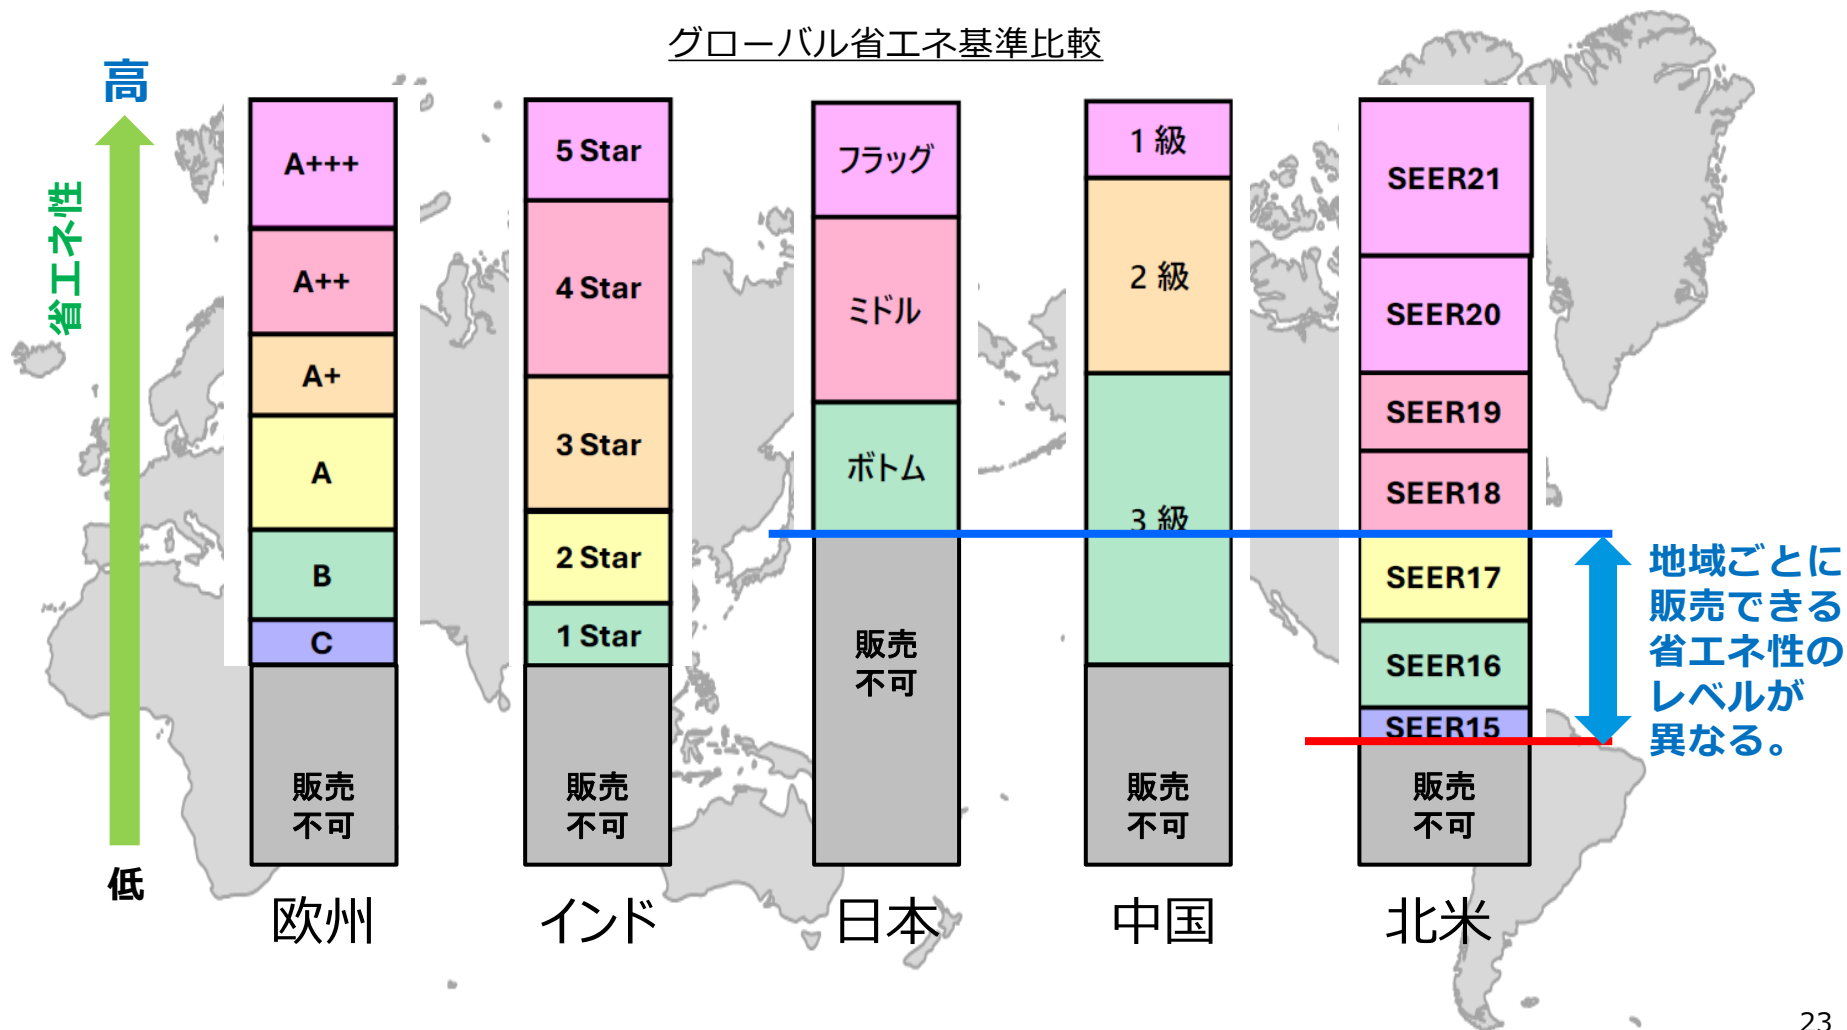 グローバル省エネ基準比較
高
省エネ性
低
A+++
A++
A+
A
B
C
販売
不可
欧州
5 Star
4 Star
3 Star
2 Star
1 Star
販売
不可
インド
フラッグ
ミドル
ボトム
販売
不可
日本
1 級
2 級
3 級
販売
不可
中国
SEER21
SEER20
SEER19
SEER18
SEER17
SEER16
SEER15
販売
不可
北米
地域ごとに
販売できる
省エネ性の
レベルが
異なる。
23